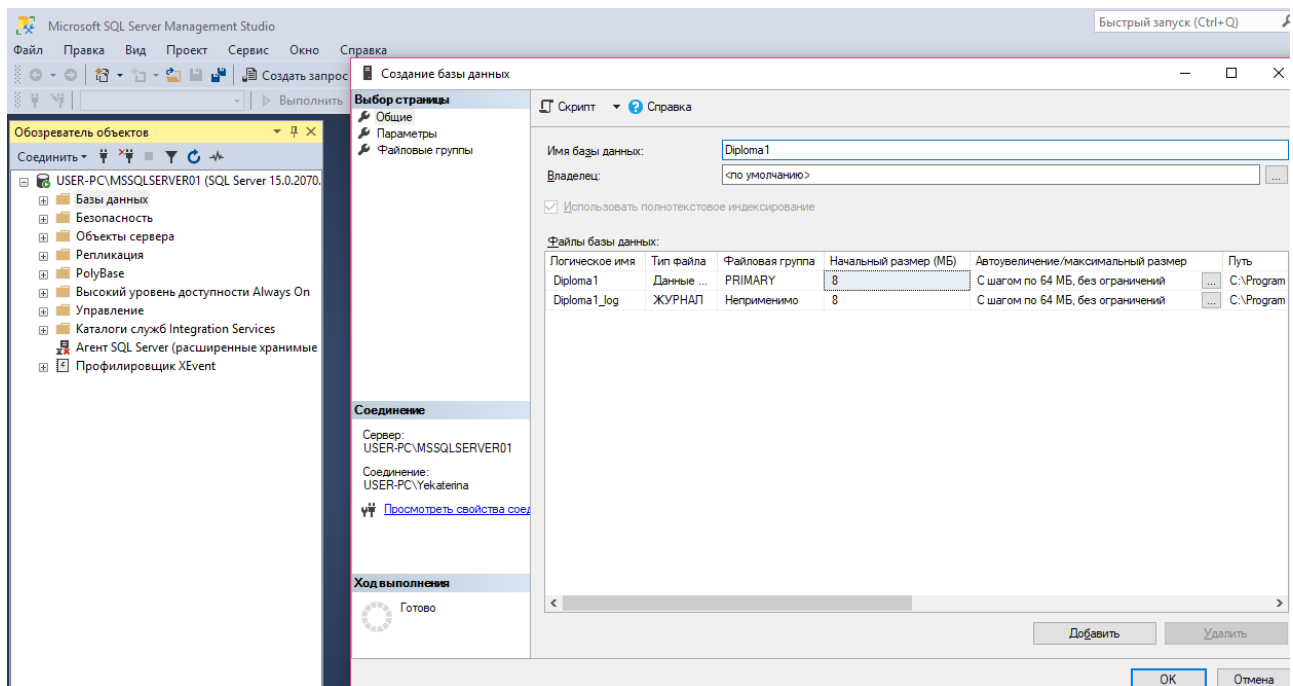 Microsoft SQL Server Management Studio
Быстрый запуск (Ctrl+Q)
Файл Правка Вид Проект Сервис Окно Справка
Создать запрос
Выполнить
Обозреватель объектов
Соединить
USER-PC\MSSQLSERVER01 (SQL Server 15.0.2070.
Базы данных
Безопасность
Объекты сервера
Репликация
PolyBase
Высокий уровень доступности Always On
Управление
Каталоги служб Integration Services
Агент SQL Server (расширенные хранимые
Профилировщик XEvent
Создание базы данных
Выбор страницы
Общие
Параметры
Файловые группы
Соединение
Сервер:
USER-PC\MSSQLSERVER01
Соединение:
USER-PC\Yekaterina
Просмотреть свойства соед
Ход выполнения
Готово
Скрипт Справка
Имя базы данных: Diploma1
Владелец: <по умолчанию> ...
Использовать полнотекстовое индексирование
Файлы базы данных:
Логическое имя Тип файла Файловая группа Начальный размер (МБ) Автоувеличение/максимальный размер Путь
Diploma1 Данные ... PRIMARY 8 С шагом по 64 МБ, без ограничений ... C:\Program
Diploma1_log ЖУРНАЛ Неприменимо 8 С шагом по 64 МБ, без ограничений ... C:\Program
Добавить Удалить
OK Отмена